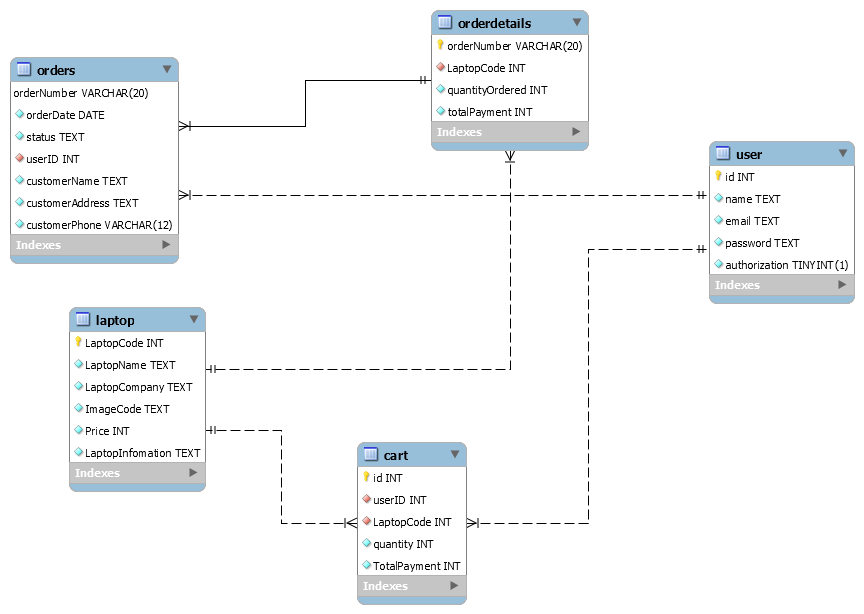 orders
orderNumber VARCHAR(20)
orderDate DATE
status TEXT
userID INT
customerName TEXT
customerAddress TEXT
customerPhone VARCHAR(12)
Indexes
orderdetails
orderNumber VARCHAR(20)
LaptopCode INT
quantityOrdered INT
totalPayment INT
Indexes
user
id INT
name TEXT
email TEXT
password TEXT
authorization TINYINT(1)
Indexes
laptop
LaptopCode INT
LaptopName TEXT
LaptopCompany TEXT
ImageCode TEXT
Price INT
LaptopInfomation TEXT
Indexes
cart
id INT
userID INT
LaptopCode INT
quantity INT
TotalPayment INT
Indexes